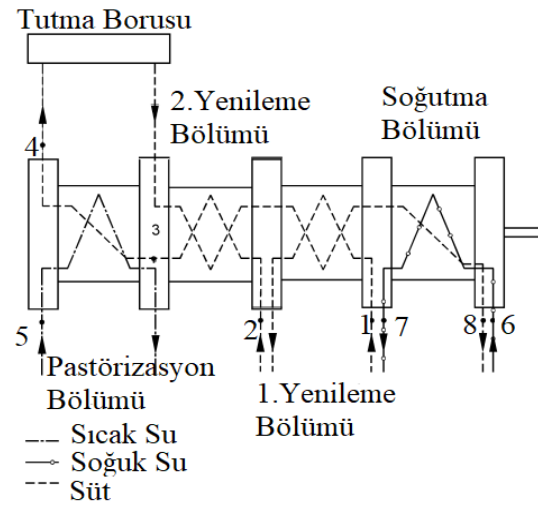 Tutma Borusu
2.Yenileme
Bölümü
Soğutma
Bölümü
4
3
5
2
1
7
8
6
Pastörizasyon
Bölümü
1.Yenileme
Bölümü
Sıcak Su
Soğuk Su
Süt